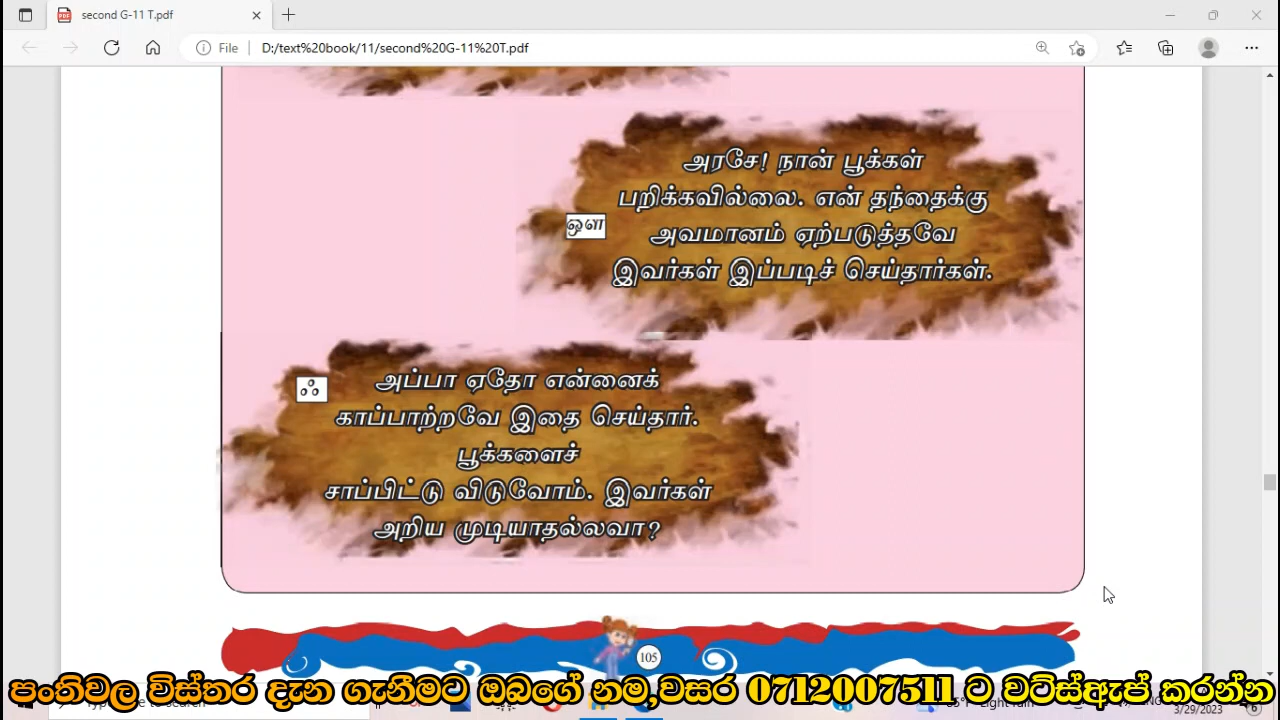 second G-11 T.pdf
File
D:/text%20book/11/second%20G-11%20T.pdf
அரசே! நான் பூக்கள்
பறிக்கவில்லை. என் தந்தைக்கு
ஔ
அவமானம் ஏற்படுத்தவே
இவர்கள் இப்படிச் செய்தார்கள்.
ஃ
அப்பா ஏதோ என்னைக்
காப்பாற்றவே இதை செய்தார்.
பூக்களைச்
சாப்பிட்டு விடுவோம். இவர்கள்
அறிய முடியாதல்லவா?
105
පංතිවල විස්තර දැන ගැනීමට ඔබගේ නම,වසර 0712007511 ට වට්ස්ඇප් කරන්න
3/29/2023